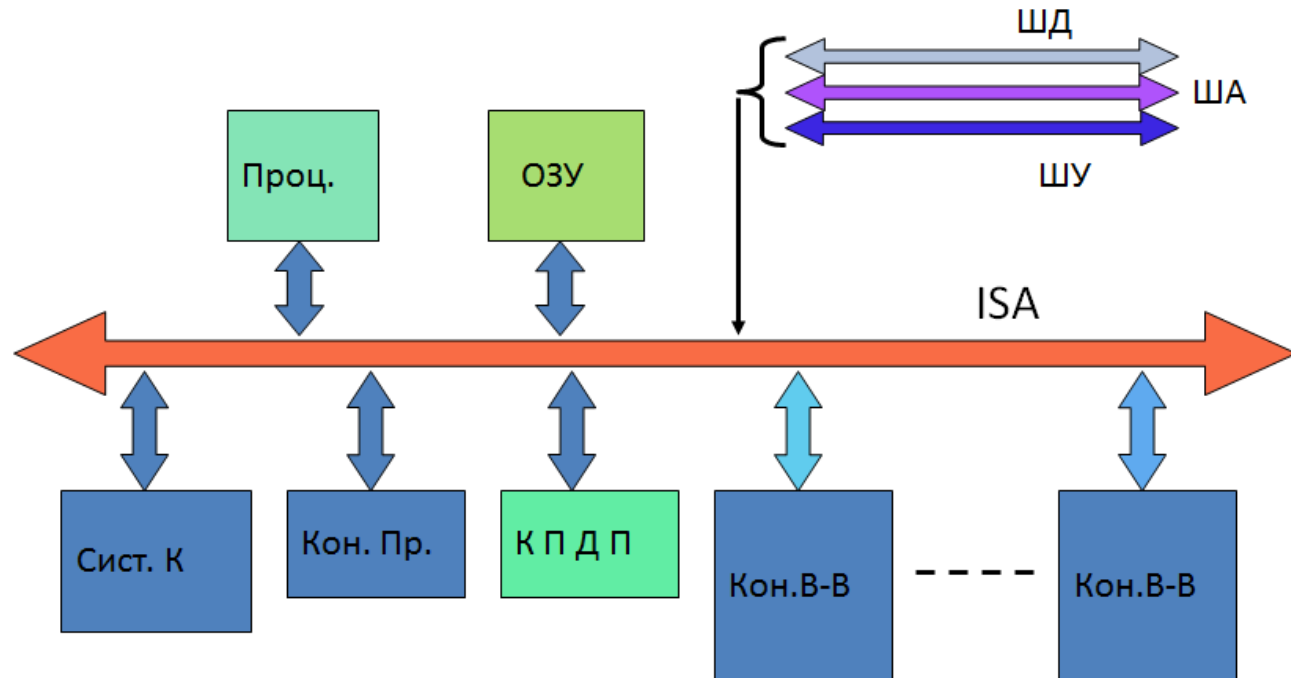 ШД
ША
ШУ
Проц.
ОЗУ
ISA
Сист. К
Кон. Пр.
К П Д П
Кон.В-В
Кон.В-В